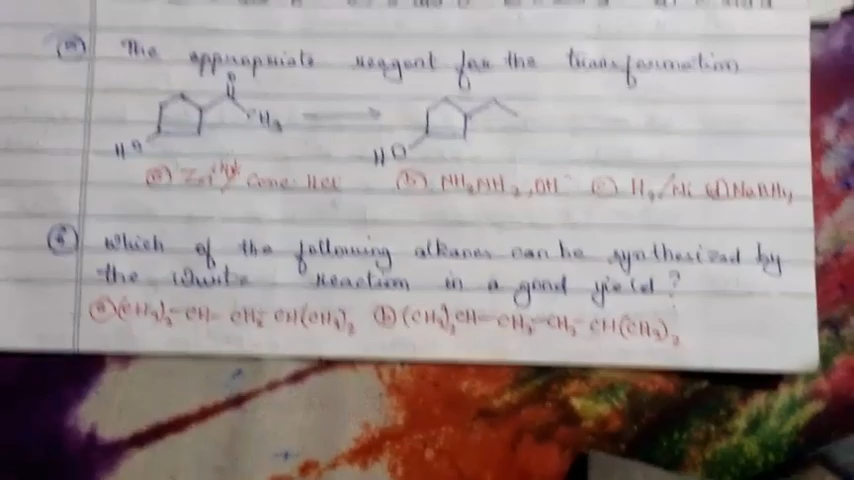 The appropriate reagent for the transformation
O
CH3
HO
HO
(a) Zn(Hg) Conc. HCl (b) NH2NH2, OH- (c) H2/Ni (d) NaBH4
which of the following alkanes can be synthesized by
the Wurtz reaction in a good yield?
(a) (CH3)2-CH-CH2-CH(CH3)2 (b) (CH3)2CH-CH2-CH2-CH(CH3)2